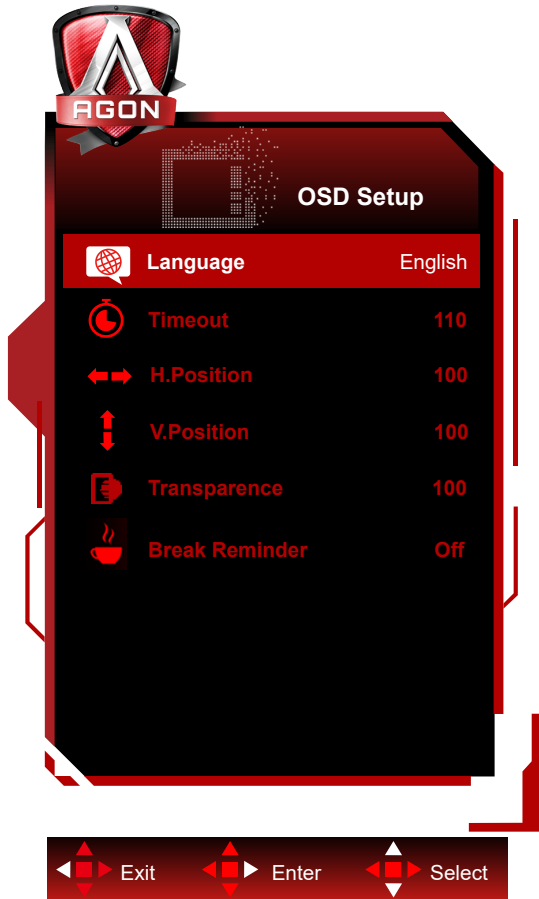 AGON
OSD Setup
Language English
Timeout 110
H.Position 100
V.Position 100
Transparence 100
Break Reminder Off
Exit Enter Select